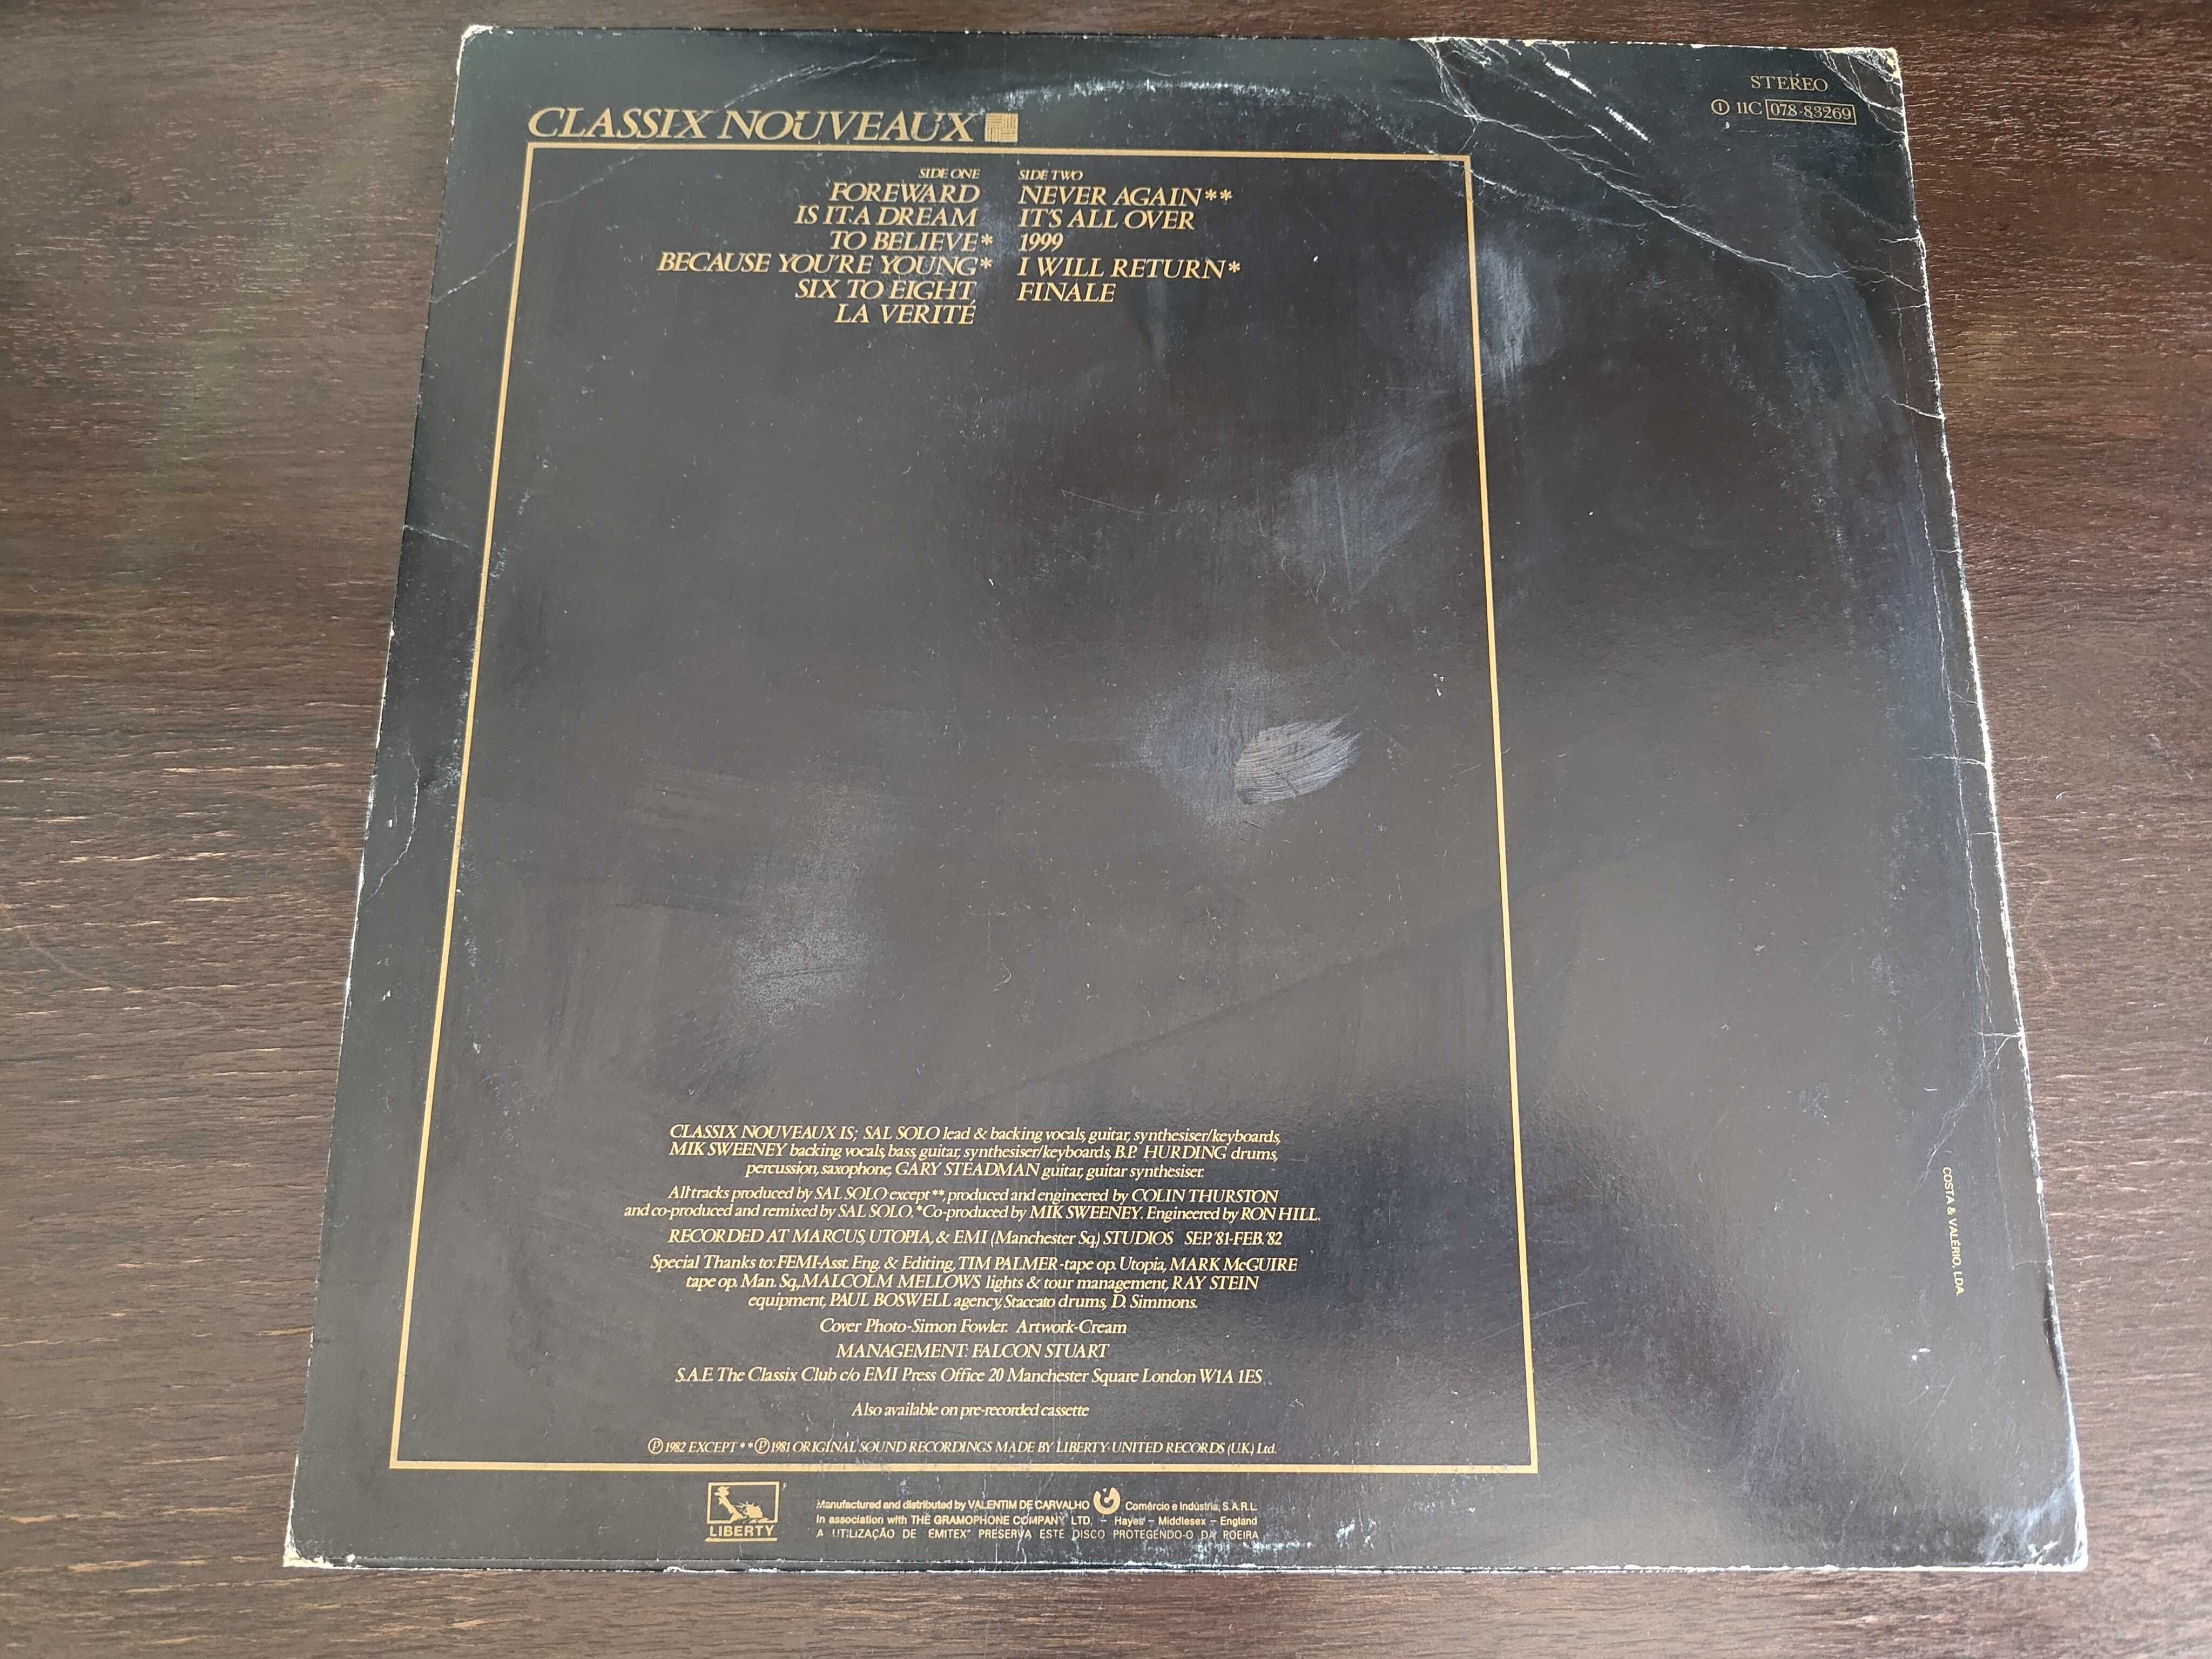 STEREO
11C 078-83269
CLASSIX NOUVEAUX
SIDE ONE
FOREWARD
IS IT A DREAM
TO BELIEVE*
BECAUSE YOU'RE YOUNG*
SIX TO EIGHT
LA VERITÉ
SIDE TWO
NEVER AGAIN**
IT'S ALL OVER
1999
I WILL RETURN*
FINALE
CLASSIX NOUVEAUX IS; SAL SOLO lead & backing vocals, guitar, synthesiser/keyboards,
MIK SWEENEY backing vocals, bass, guitar, synthesiser/keyboards, B.P. HURDING drums,
percussion, saxophone, GARY STEADMAN guitar, guitar synthesiser.
All tracks produced by SAL SOLO except **, produced and engineered by COLIN THURSTON
and co-produced and remixed by SAL SOLO. *Co-produced by MIK SWEENEY. Engineered by RON HILL.
RECORDED AT MARCUS, UTOPIA, & EMI (Manchester Sq.) STUDIOS SEP. '81-FEB. '82
Special Thanks to: FEMI-Asst. Eng. & Editing, TIM PALMER-tape op. Utopia, MARK McGUIRE
tape op. Man. Sq., MALCOLM MELLOWS lights & tour management, RAY STEIN
equipment, PAUL BOSWELL agency, Staccato drums, D. Simmons.
Cover Photo-Simon Fowler. Artwork-Cream
MANAGEMENT: FALCON STUART
S.A.E. The Classix Club c/o EMI Press Office 20 Manchester Square London W1A 1ES
Also available on pre-recorded cassette
℗ 1982 EXCEPT ** ℗ 1981 ORIGINAL SOUND RECORDINGS MADE BY LIBERTY-UNITED RECORDS (U.K.) Ltd.
LIBERTY
Manufactured and distributed by VALENTIM DE CARVALHO Comércio e Indústria, S.A.R.L.
In association with THE GRAMOPHONE COMPANY LTD. – Hayes – Middlesex – England
A UTILIZAÇÃO DE "EMITEX" PRESERVA ESTE DISCO PROTEGENDO-O DA POEIRA
COSTA & VALÉRIO, LDA.